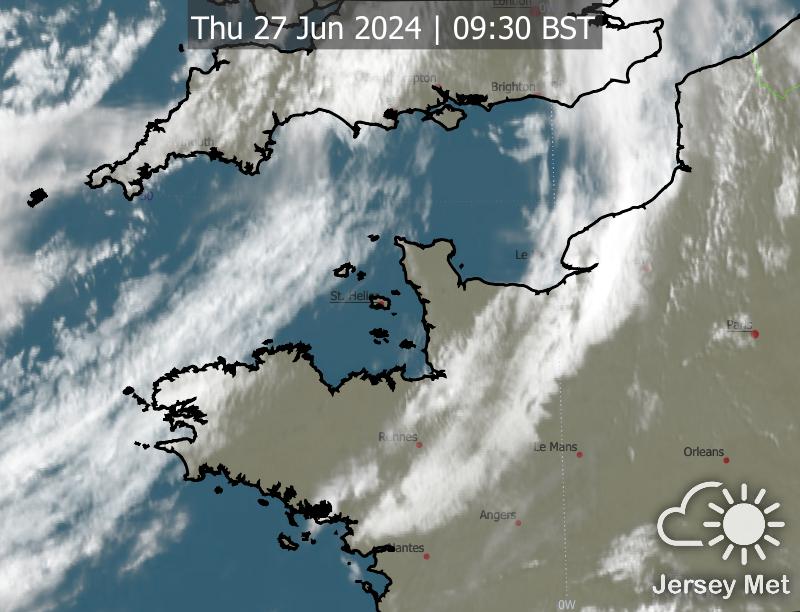 London
Thu 27 Jun 2024 | 09:30 BST
Brighton
50
Le
St. Helier
Paris
Rennes
Le Mans
Orleans
Angers
Nantes
0W
Jersey Met